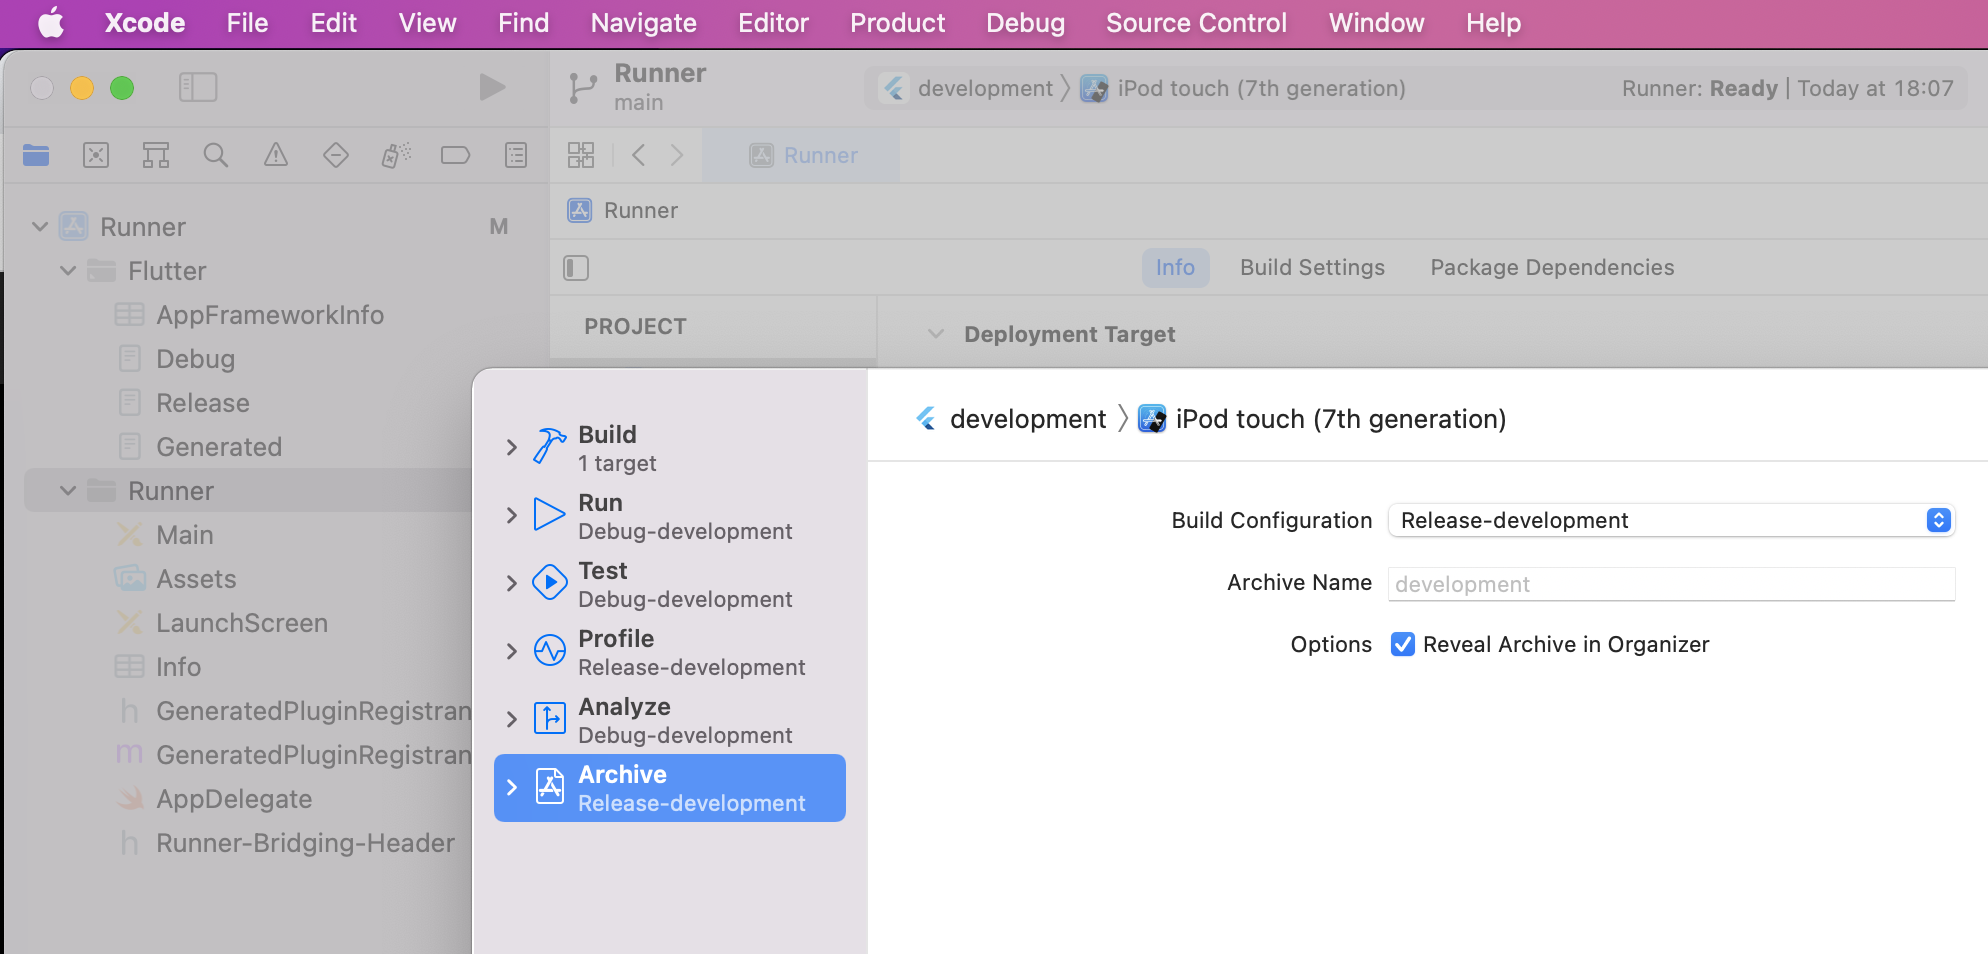 Xcode File Edit View Find Navigate Editor Product Debug Source Control Window Help
Runner
main
development iPod touch (7th generation)
Runner: Ready | Today at 18:07
Runner
Runner M
Flutter
AppFrameworkInfo
Debug
Release
Generated
Runner
Main
Assets
LaunchScreen
Info
GeneratedPluginRegistran
GeneratedPluginRegistran
AppDelegate
Runner-Bridging-Header
Runner
Info Build Settings Package Dependencies
PROJECT
Deployment Target
Build
1 target
Run
Debug-development
Test
Debug-development
Profile
Release-development
Analyze
Debug-development
Archive
Release-development
development iPod touch (7th generation)
Build Configuration Release-development
Archive Name development
Options Reveal Archive in Organizer